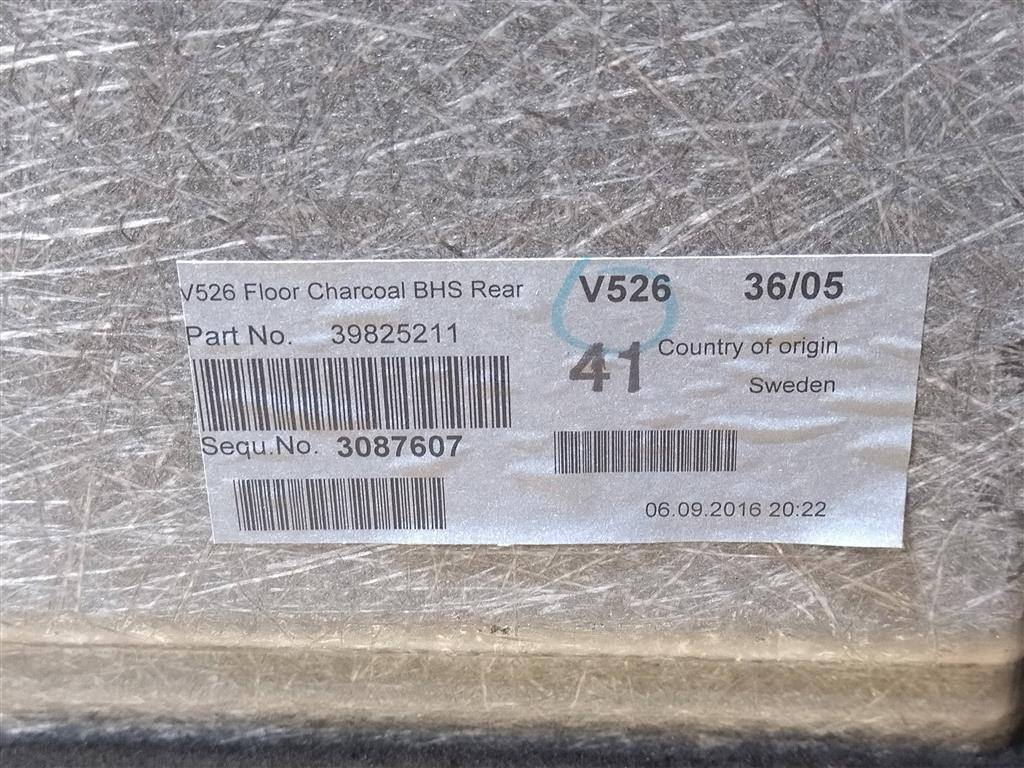 V526 Floor Charcoal BHS Rear
V526 36/05
Part No. 39825211
41
Country of origin
Sweden
Sequ.No. 3087607
06.09.2016 20:22